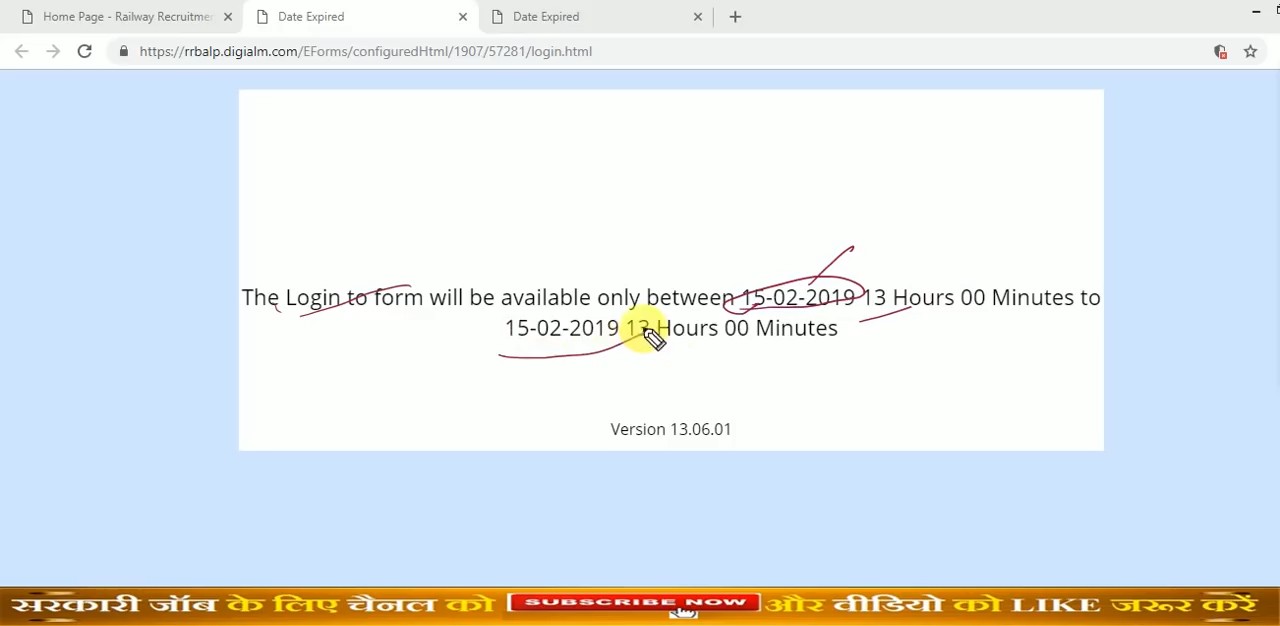 Home Page - Railway Recruitmer
Date Expired
Date Expired
https://rrbalp.digialm.com/EForms/configuredHtml/1907/57281/login.html
The Login to form will be available only between 15-02-2019 13 Hours 00 Minutes to
15-02-2019 13 Hours 00 Minutes
Version 13.06.01
सरकारी जॉब के लिए चैनल को SUBSCRIBE NOW और वीडियो को LIKE जरूर करें